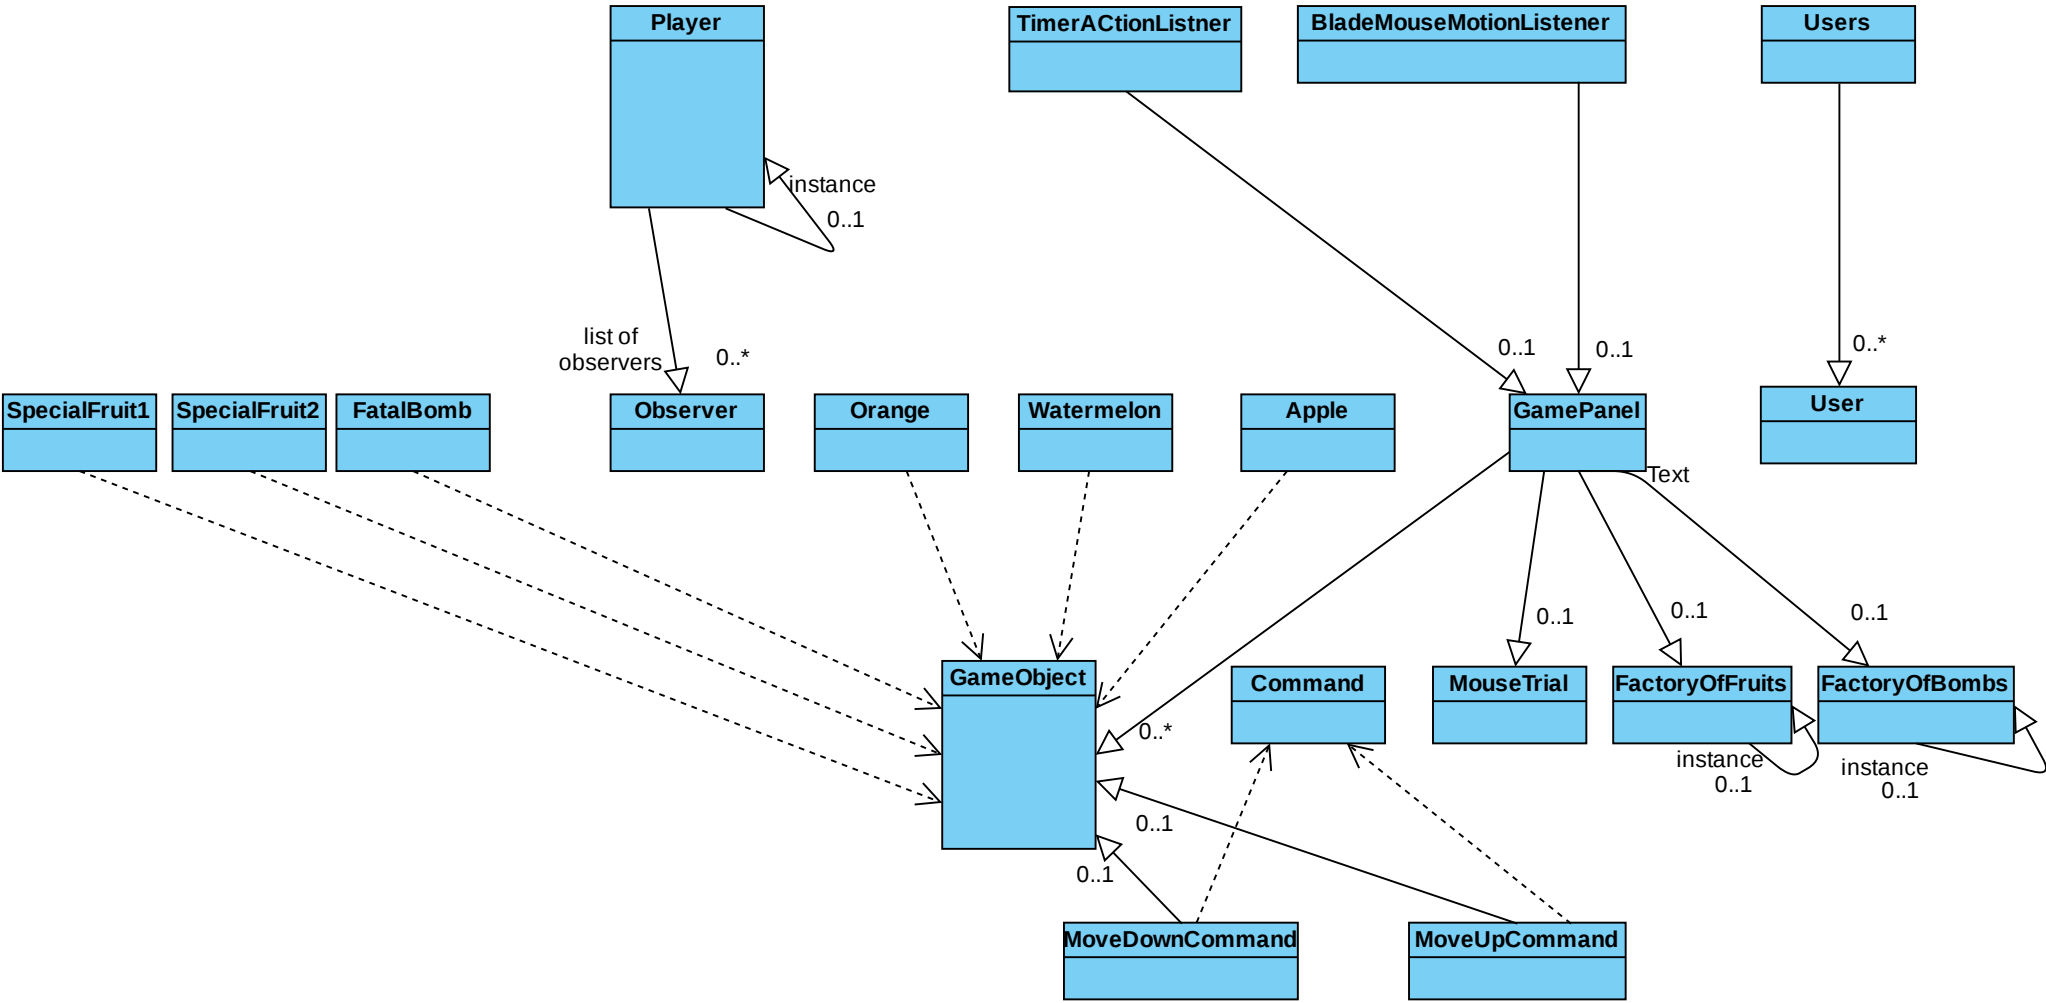 Player
TimerACtionListner
BladeMouseMotionListener
Users
instance
0..1
list of
observers
0..*
0..1
0..1
0..*
SpecialFruit1
SpecialFruit2
FatalBomb
Observer
Orange
Watermelon
Apple
GamePanel
User
Text
0..1
0..1
0..1
GameObject
Command
MouseTrial
FactoryOfFruits
FactoryOfBombs
0..*
instance
0..1
instance
0..1
0..1
0..1
MoveDownCommand
MoveUpCommand